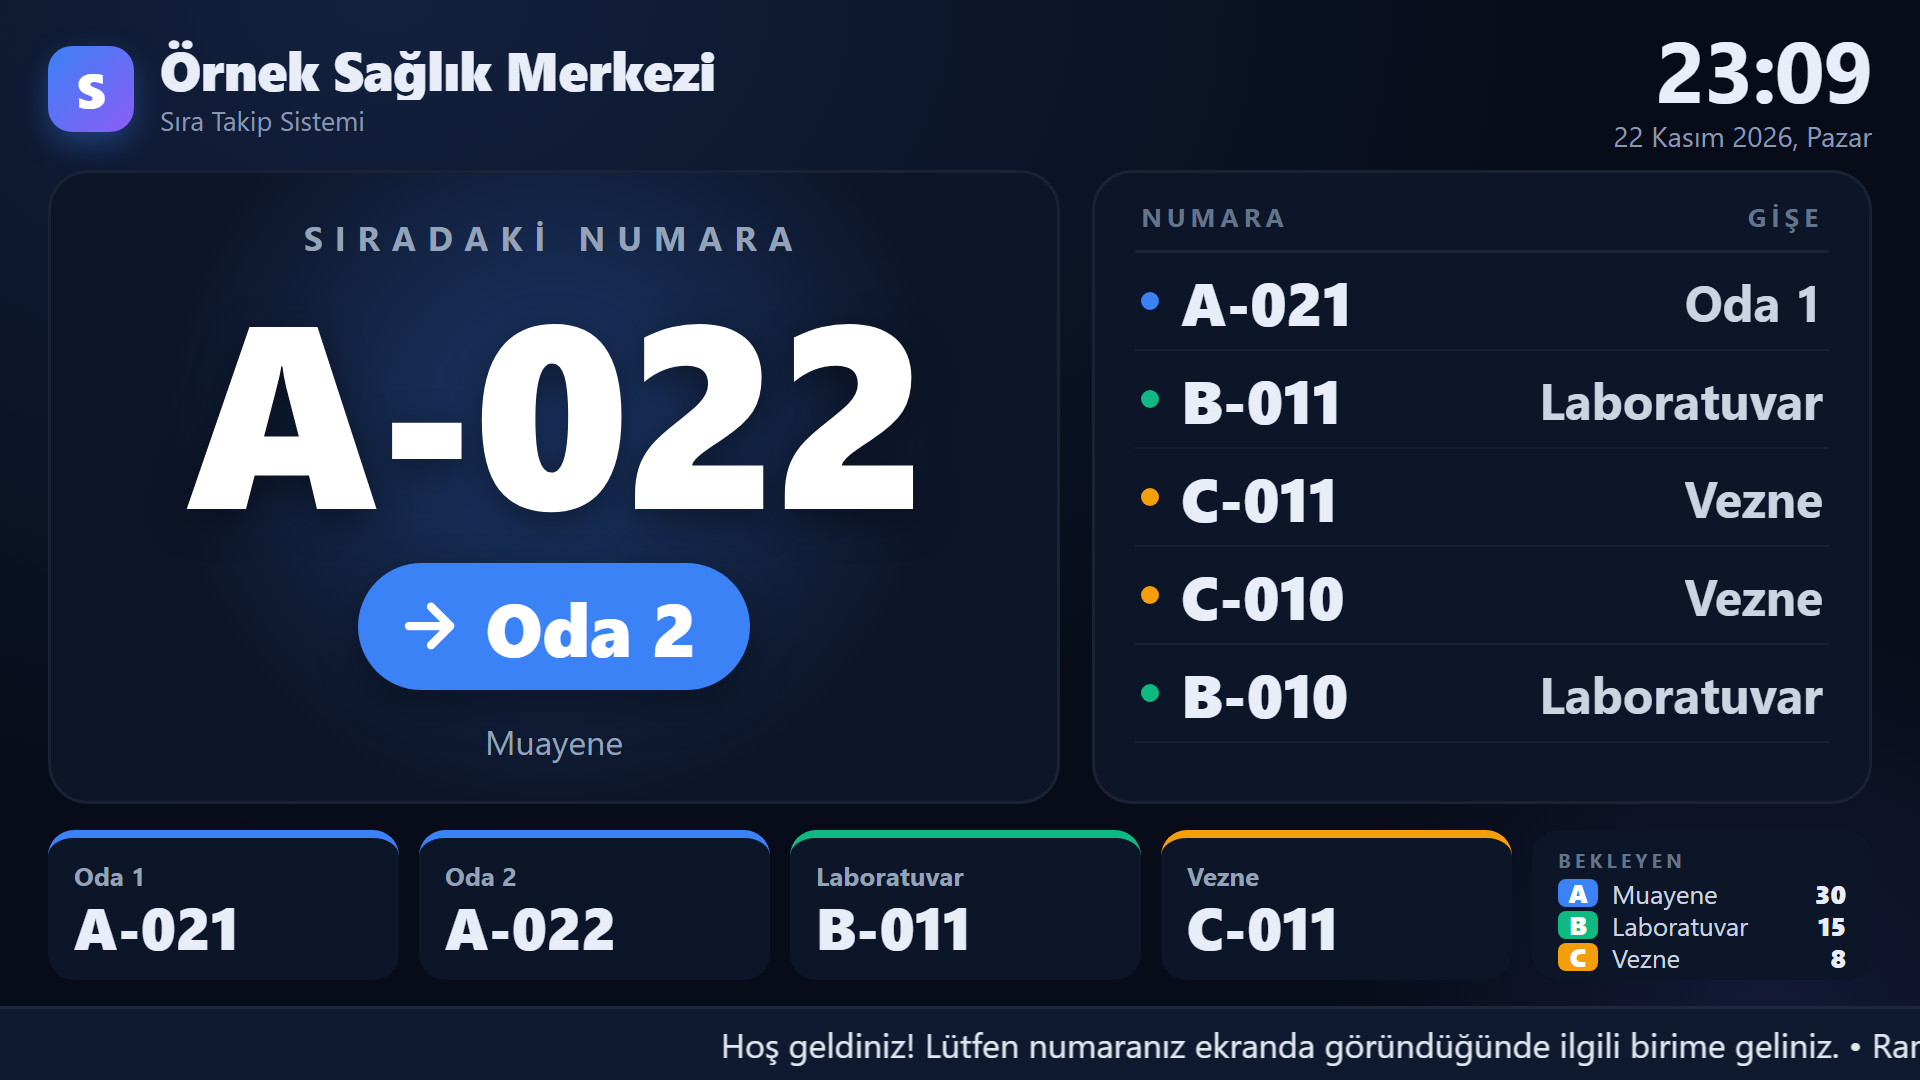 S
Örnek Sağlık Merkezi
Sıra Takip Sistemi
23:09
22 Kasım 2026, Pazar
SIRADAKİ NUMARA
A-022
→ Oda 2
Muayene
NUMARA GİŞE
A-021 Oda 1
B-011 Laboratuvar
C-011 Vezne
C-010 Vezne
B-010 Laboratuvar
Oda 1
A-021
Oda 2
A-022
Laboratuvar
B-011
Vezne
C-011
BEKLEYEN
A Muayene 30
B Laboratuvar 15
C Vezne 8
Hoş geldiniz! Lütfen numaranız ekranda göründüğünde ilgili birime geliniz. •